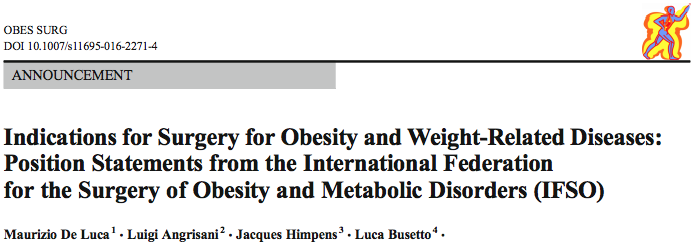 OBES SURG
DOI 10.1007/s11695-016-2271-4
ANNOUNCEMENT
Indications for Surgery for Obesity and Weight-Related Diseases:
Position Statements from the International Federation
for the Surgery of Obesity and Metabolic Disorders (IFSO)
Maurizio De Luca 1 · Luigi Angrisani 2 · Jacques Himpens 3 · Luca Busetto 4 ·